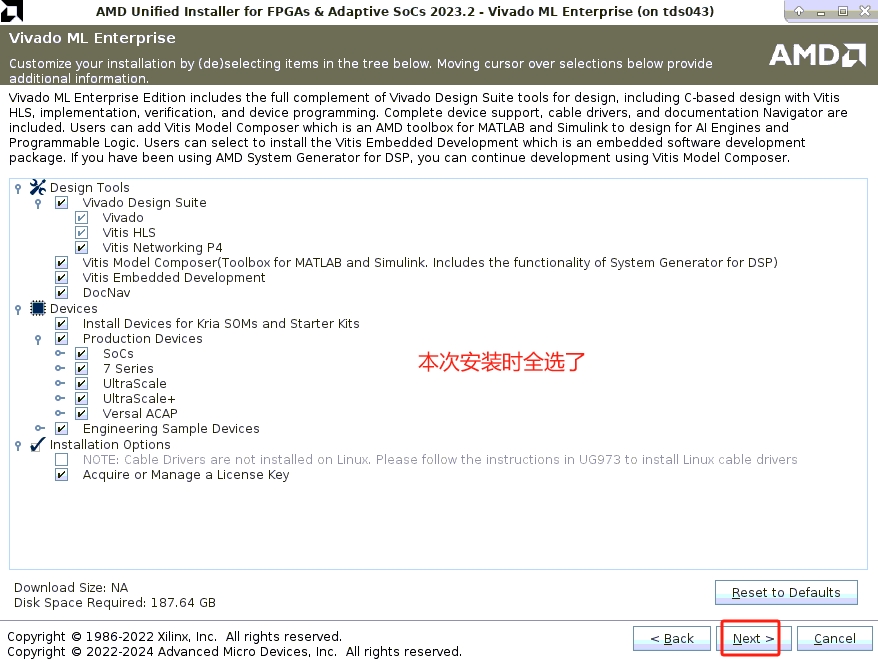 AMD Unified Installer for FPGAs & Adaptive SoCs 2023.2 - Vivado ML Enterprise (on tds043)
Vivado ML Enterprise
Customize your installation by (de)selecting items in the tree below. Moving cursor over selections below provide
additional information.
AMD
Vivado ML Enterprise Edition includes the full complement of Vivado Design Suite tools for design, including C-based design with Vitis
HLS, implementation, verification, and device programming. Complete device support, cable drivers, and documentation Navigator are
included. Users can add Vitis Model Composer which is an AMD toolbox for MATLAB and Simulink to design for AI Engines and
Programmable Logic. Users can select to install the Vitis Embedded Development which is an embedded software development
package. If you have been using AMD System Generator for DSP, you can continue development using Vitis Model Composer.
Design Tools
Vivado Design Suite
Vivado
Vitis HLS
Vitis Networking P4
Vitis Model Composer(Toolbox for MATLAB and Simulink. Includes the functionality of System Generator for DSP)
Vitis Embedded Development
DocNav
Devices
Install Devices for Kria SOMs and Starter Kits
Production Devices
SoCs
7 Series
本次安装时全选了
UltraScale
UltraScale+
Versal ACAP
Engineering Sample Devices
Installation Options
NOTE: Cable Drivers are not installed on Linux. Please follow the instructions in UG973 to install Linux cable drivers
Acquire or Manage a License Key
Download Size: NA
Disk Space Required: 187.64 GB
Reset to Defaults
Copyright © 1986-2022 Xilinx, Inc.  All rights reserved.
Copyright © 2022-2024 Advanced Micro Devices, Inc.  All rights reserved.
< Back
Next >
Cancel